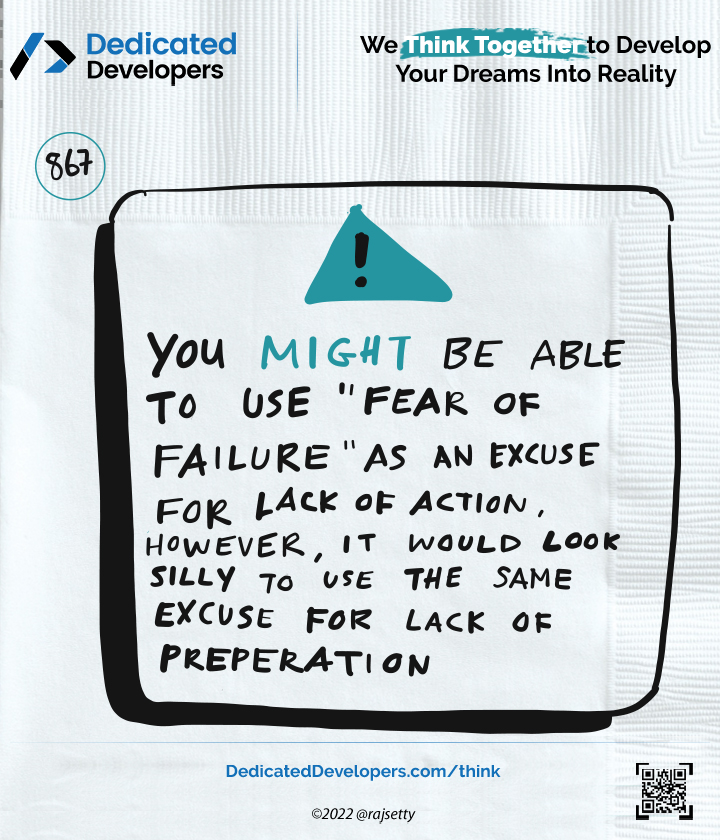 Dedicated
Developers
We Think Together to Develop
Your Dreams Into Reality
867
!
YOU MIGHT BE ABLE
TO USE "FEAR OF
FAILURE" AS AN EXCUSE
FOR LACK OF ACTION,
HOWEVER, IT WOULD LOOK
SILLY TO USE THE SAME
EXCUSE FOR LACK OF
PREPERATION
DedicatedDevelopers.com/think
©2022 @rajsetty